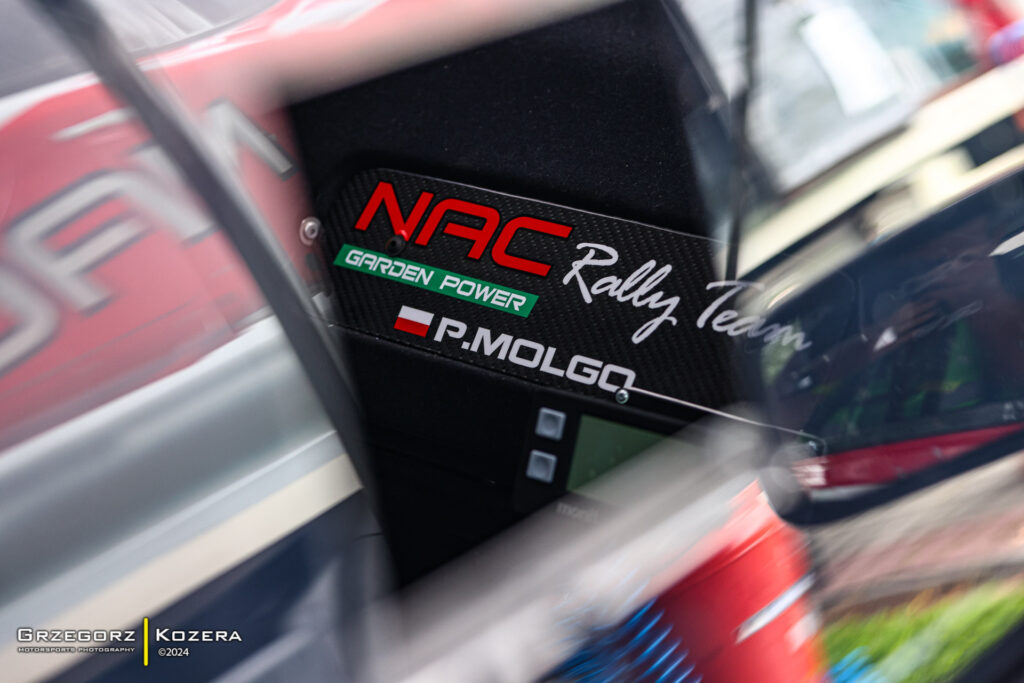 NAC
GARDEN POWER
Rally Team
P.MOLGO
GRZEGORZ KOZERA
MOTORSPORTS PHOTOGRAPHY
©2024